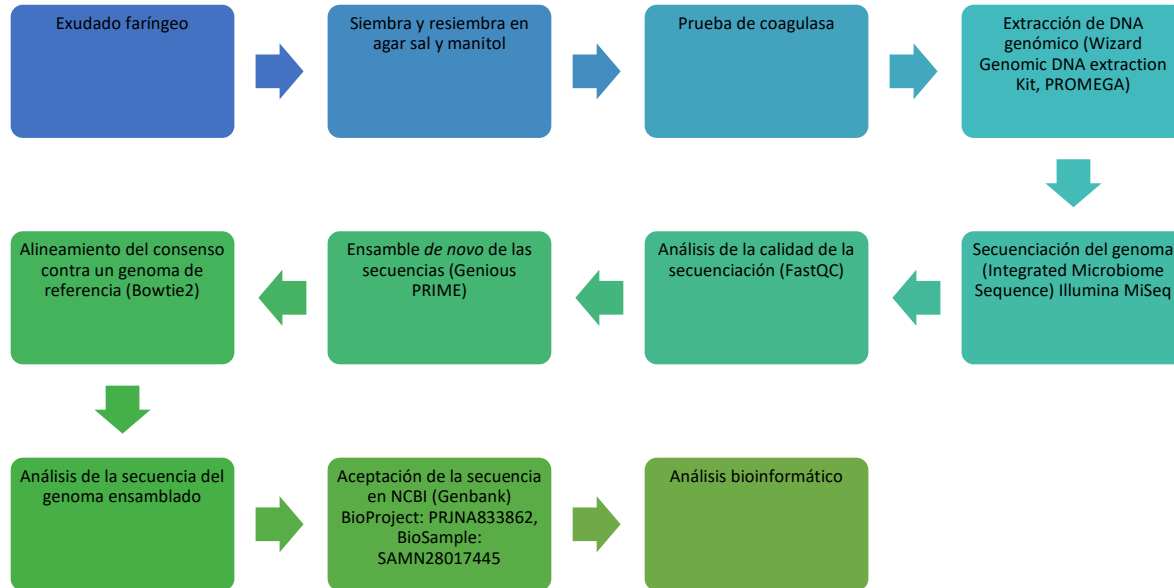 Exudado faríngeo
Siembra y resiembra en
agar sal y manitol
Prueba de coagulasa
Extracción de DNA
genómico (Wizard
Genomic DNA extraction
Kit, PROMEGA)
Secuenciación del genoma
(Integrated Microbiome
Sequence) Illumina MiSeq
Análisis de la calidad de la
secuenciación (FastQC)
Ensamble de novo de las
secuencias (Genious
PRIME)
Alineamiento del consenso
contra un genoma de
referencia (Bowtie2)
Análisis de la secuencia del
genoma ensamblado
Aceptación de la secuencia
en NCBI (Genbank)
BioProject: PRJNA833862,
BioSample:
SAMN28017445
Análisis bioinformático